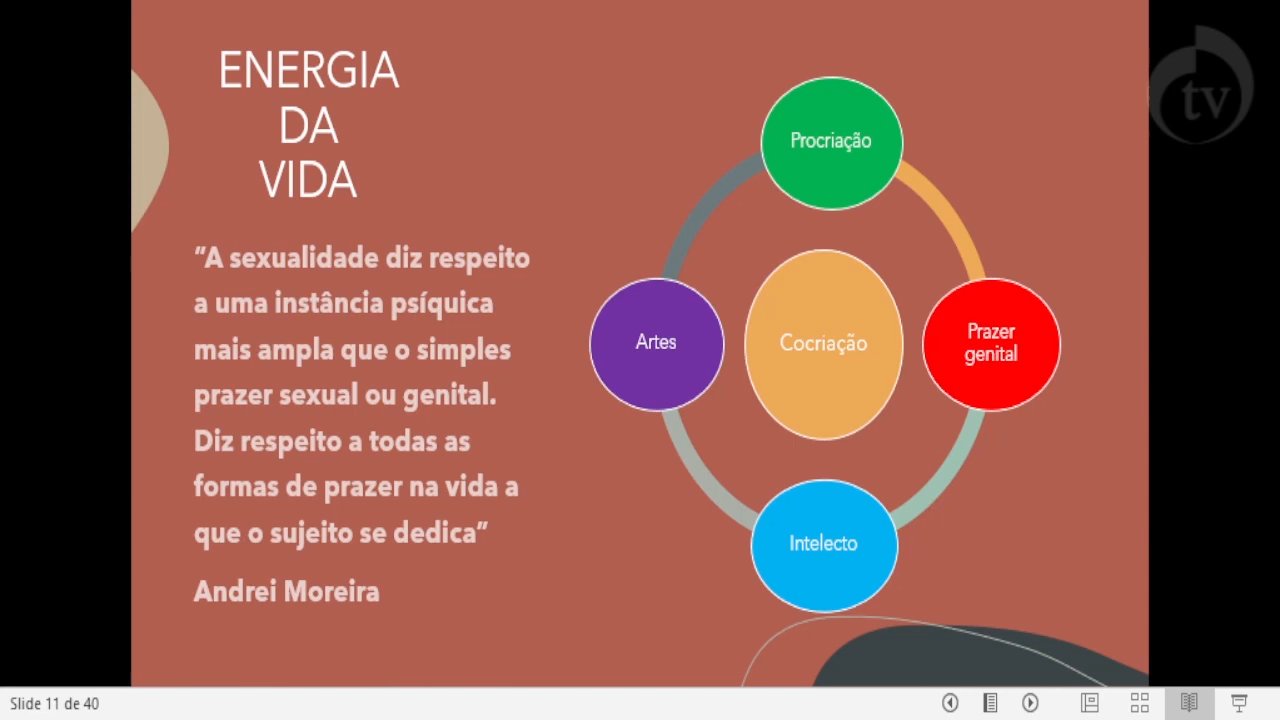 ENERGIA
DA
VIDA
"A sexualidade diz respeito
a uma instância psíquica
mais ampla que o simples
prazer sexual ou genital.
Diz respeito a todas as
formas de prazer na vida a
que o sujeito se dedica"
Andrei Moreira
Procriação
Artes
Cocriação
Prazer
genital
Intelecto
tv
Slide 11 de 40